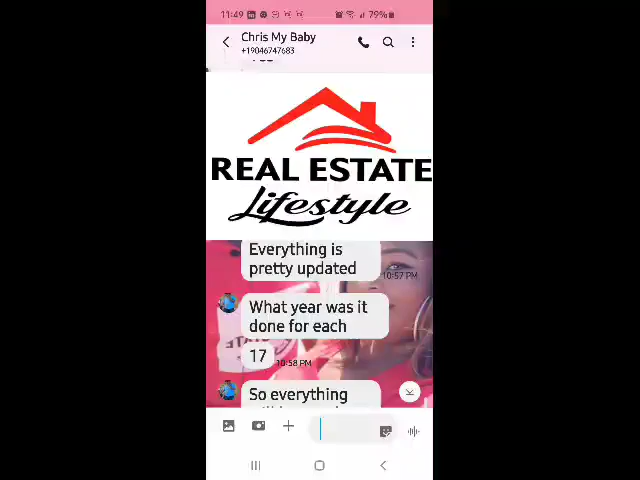 11:49
79%
Chris My Baby
+19046747683
REAL ESTATE
Lifestyle
Everything is
pretty updated
10:57 PM
What year was it
done for each
17
10:58 PM
So everything